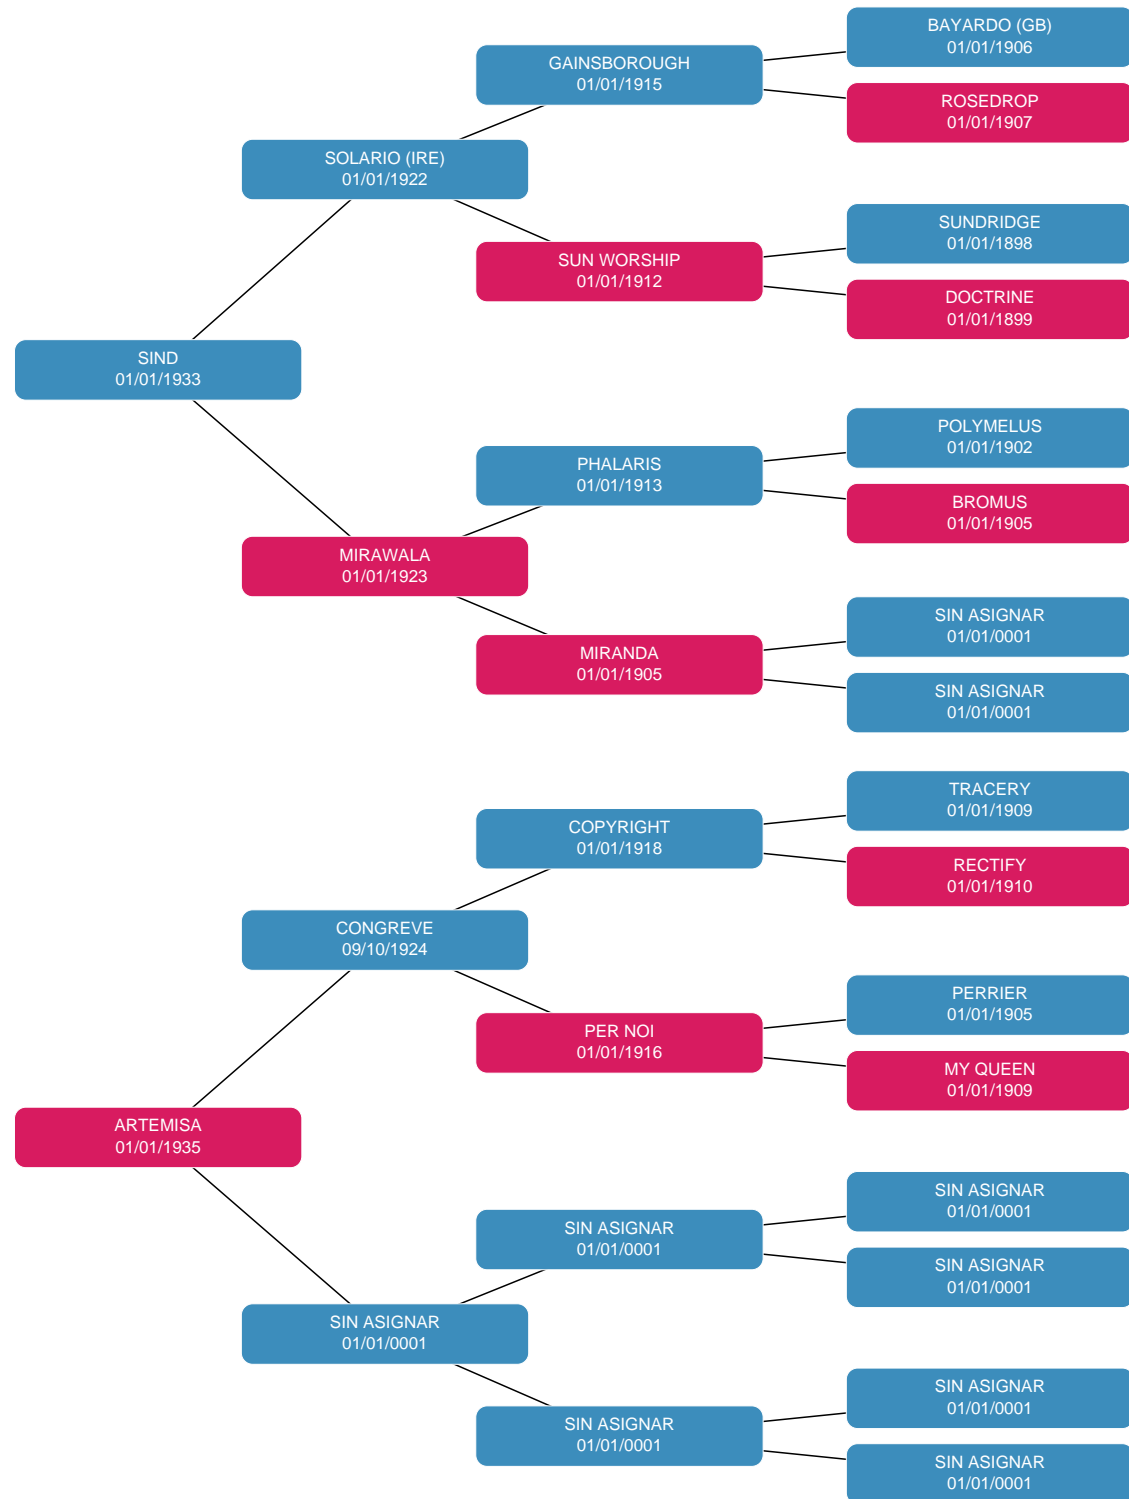 BAYARDO (GB)
01/01/1906
GAINSBOROUGH
01/01/1915
ROSEDROP
01/01/1907
SOLARIO (IRE)
01/01/1922
SUNDRIDGE
01/01/1898
SUN WORSHIP
01/01/1912
DOCTRINE
01/01/1899
SIND
01/01/1933
POLYMELUS
01/01/1902
PHALARIS
01/01/1913
BROMUS
01/01/1905
MIRAWALA
01/01/1923
SIN ASIGNAR
01/01/0001
MIRANDA
01/01/1905
SIN ASIGNAR
01/01/0001
TRACERY
01/01/1909
COPYRIGHT
01/01/1918
RECTIFY
01/01/1910
CONGREVE
09/10/1924
PERRIER
01/01/1905
PER NOI
01/01/1916
MY QUEEN
01/01/1909
ARTEMISA
01/01/1935
SIN ASIGNAR
01/01/0001
SIN ASIGNAR
01/01/0001
SIN ASIGNAR
01/01/0001
SIN ASIGNAR
01/01/0001
SIN ASIGNAR
01/01/0001
SIN ASIGNAR
01/01/0001
SIN ASIGNAR
01/01/0001